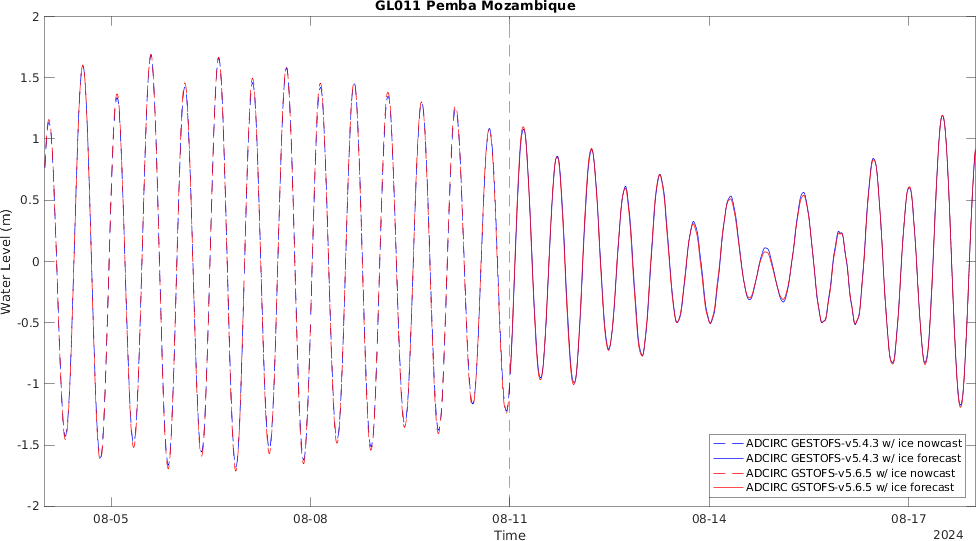 GL011 Pemba Mozambique
2
1.5
1
0.5
0
-0.5
-1
-1.5
-2
Water Level (m)
ADCIRC GESTOFS-v5.4.3 w/ ice nowcast
ADCIRC GESTOFS-v5.4.3 w/ ice forecast
ADCIRC GSTOFS-v5.6.5 w/ ice nowcast
ADCIRC GSTOFS-v5.6.5 w/ ice forecast
08-05 08-08 08-11 08-14 08-17
Time
2024